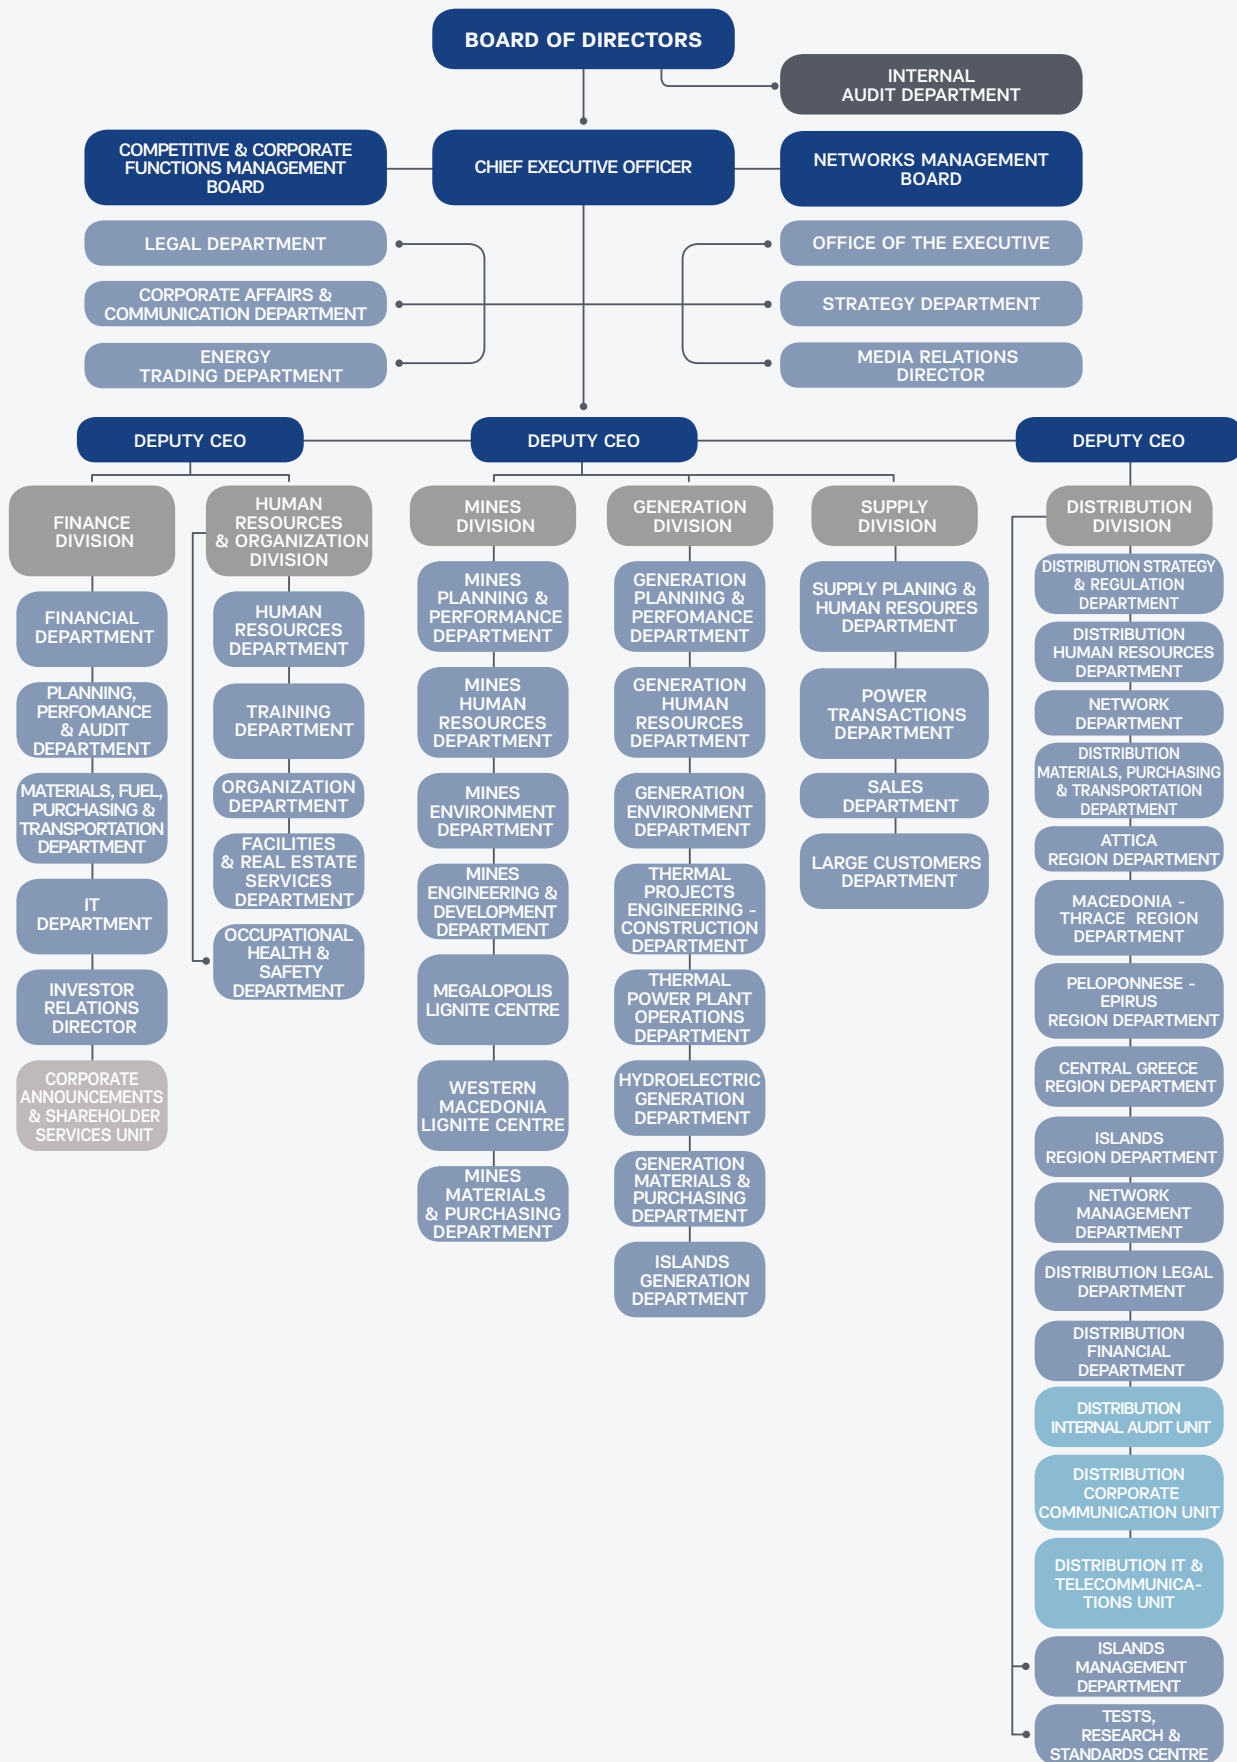 BOARD OF DIRECTORS
INTERNAL
AUDIT DEPARTMENT
COMPETITIVE & CORPORATE
FUNCTIONS MANAGEMENT
BOARD
CHIEF EXECUTIVE OFFICER
NETWORKS MANAGEMENT
BOARD
LEGAL DEPARTMENT
OFFICE OF THE EXECUTIVE
CORPORATE AFFAIRS &
COMMUNICATION DEPARTMENT
STRATEGY DEPARTMENT
ENERGY
TRADING DEPARTMENT
MEDIA RELATIONS
DIRECTOR
DEPUTY CEO
DEPUTY CEO
DEPUTY CEO
FINANCE
DIVISION
FINANCIAL
DEPARTMENT
PLANNING,
PERFOMANCE
& AUDIT
DEPARTMENT
MATERIALS, FUEL,
PURCHASING &
TRANSPORTATION
DEPARTMENT
IT
DEPARTMENT
INVESTOR
RELATIONS
DIRECTOR
CORPORATE
ANNOUNCEMENTS
& SHAREHOLDER
SERVICES UNIT
HUMAN
RESOURCES
& ORGANIZATION
DIVISION
HUMAN
RESOURCES
DEPARTMENT
TRAINING
DEPARTMENT
ORGANIZATION
DEPARTMENT
FACILITIES
& REAL ESTATE
SERVICES
DEPARTMENT
OCCUPATIONAL
HEALTH &
SAFETY
DEPARTMENT
MINES
DIVISION
MINES
PLANNING &
PERFORMANCE
DEPARTMENT
MINES
HUMAN
RESOURCES
DEPARTMENT
MINES
ENVIRONMENT
DEPARTMENT
MINES
ENGINEERING &
DEVELOPMENT
DEPARTMENT
MEGALOPOLIS
LIGNITE CENTRE
WESTERN
MACEDONIA
LIGNITE CENTRE
MINES
MATERIALS
& PURCHASING
DEPARTMENT
GENERATION
DIVISION
GENERATION
PLANNING &
PERFOMANCE
DEPARTMENT
GENERATION
HUMAN
RESOURCES
DEPARTMENT
GENERATION
ENVIRONMENT
DEPARTMENT
THERMAL
PROJECTS
ENGINEERING -
CONSTRUCTION
DEPARTMENT
THERMAL
POWER PLANT
OPERATIONS
DEPARTMENT
HYDROELECTRIC
GENERATION
DEPARTMENT
GENERATION
MATERIALS &
PURCHASING
DEPARTMENT
ISLANDS
GENERATION
DEPARTMENT
SUPPLY
DIVISION
SUPPLY PLANING &
HUMAN RESOURES
DEPARTMENT
POWER
TRANSACTIONS
DEPARTMENT
SALES
DEPARTMENT
LARGE CUSTOMERS
DEPARTMENT
DISTRIBUTION
DIVISION
DISTRIBUTION STRATEGY
& REGULATION
DEPARTMENT
DISTRIBUTION
HUMAN RESOURCES
DEPARTMENT
NETWORK
DEPARTMENT
DISTRIBUTION
MATERIALS, PURCHASING
& TRANSPORTATION
DEPARTMENT
ATTICA
REGION DEPARTMENT
MACEDONIA -
THRACE REGION
DEPARTMENT
PELOPONNESE -
EPIRUS
REGION DEPARTMENT
CENTRAL GREECE
REGION DEPARTMENT
ISLANDS
REGION DEPARTMENT
NETWORK
MANAGEMENT
DEPARTMENT
DISTRIBUTION LEGAL
DEPARTMENT
DISTRIBUTION
FINANCIAL
DEPARTMENT
DISTRIBUTION
INTERNAL AUDIT UNIT
DISTRIBUTION
CORPORATE
COMMUNICATION UNIT
DISTRIBUTION IT &
TELECOMMUNICA-
TIONS UNIT
ISLANDS
MANAGEMENT
DEPARTMENT
TESTS,
RESEARCH &
STANDARDS CENTRE